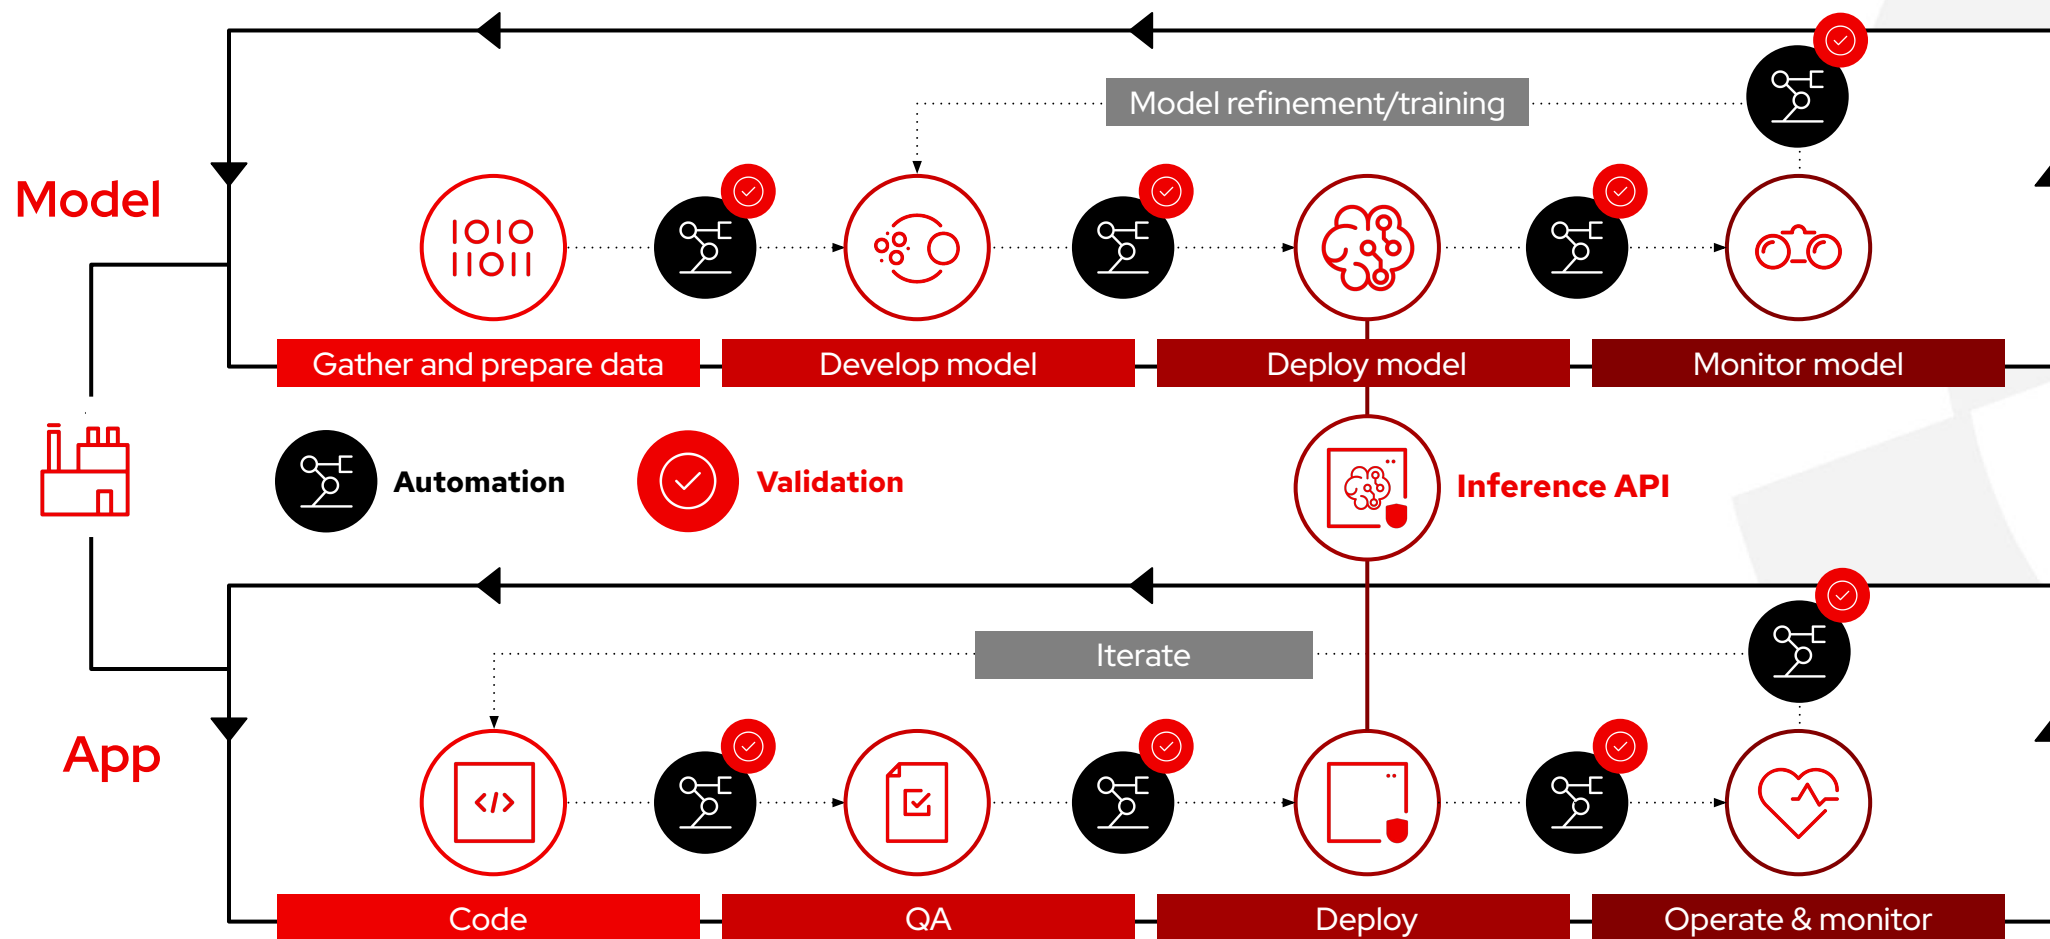 Model refinement/training
Model
1010
11011
Gather and prepare data
Develop model
Deploy model
Monitor model
Automation
Validation
Inference API
Iterate
App
</>
Code
QA
Deploy
Operate & monitor